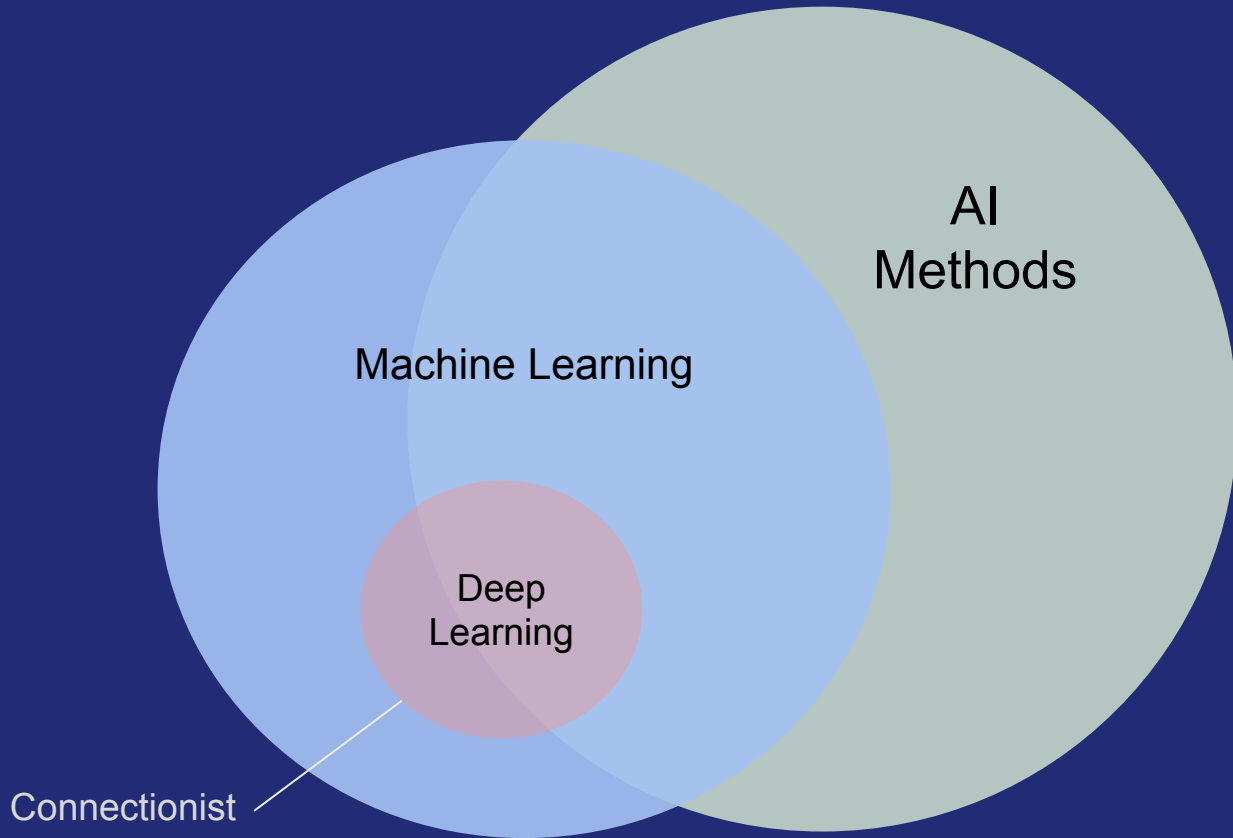 AI
Methods
Machine Learning
Deep
Learning
Connectionist